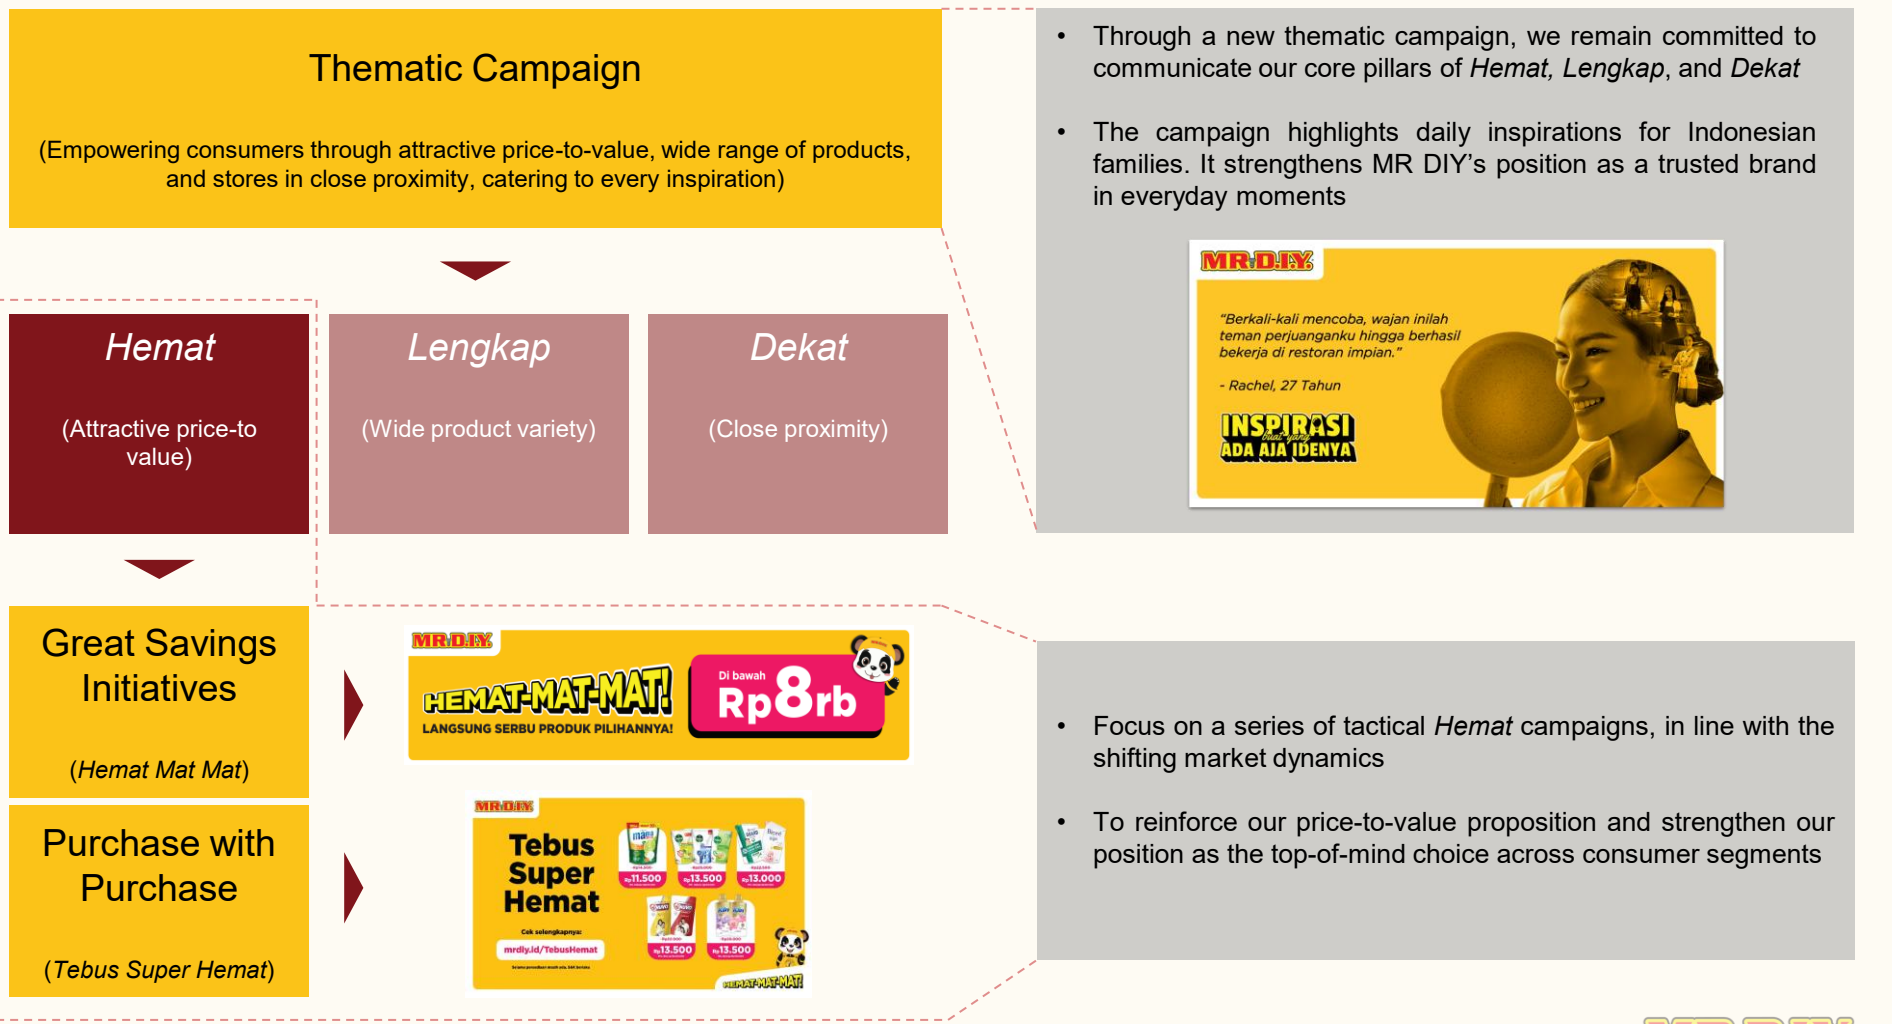 Thematic Campaign
(Empowering consumers through attractive price-to-value, wide range of products,
and stores in close proximity, catering to every inspiration)
• Through a new thematic campaign, we remain committed to
communicate our core pillars of Hemat, Lengkap, and Dekat
• The campaign highlights daily inspirations for Indonesian
families. It strengthens MR DIY’s position as a trusted brand
in everyday moments
MR.D.I.Y.
“Berkali-kali mencoba, wajan inilah
teman perjuanganku hingga berhasil
bekerja di restoran impian.”
- Rachel, 27 Tahun
INSPIRASI
buat yang
ADA AJA IDENYA
Hemat
(Attractive price-to
value)
Lengkap
(Wide product variety)
Dekat
(Close proximity)
Great Savings
Initiatives
(Hemat Mat Mat)
MR.D.I.Y.
HEMAT-MAT-MAT!
LANGSUNG SERBU PRODUK PILIHANNYA!
Di bawah
Rp8rb
Purchase with
Purchase
(Tebus Super Hemat)
MR.D.I.Y.
Tebus
Super
Hemat
Cek selengkapnya:
mrdiy.id/TebusHemat
Rp11.500
Rp13.500
Rp13.000
Rp13.500
Rp13.500
HEMAT-MAT-MAT!
• Focus on a series of tactical Hemat campaigns, in line with the
shifting market dynamics
• To reinforce our price-to-value proposition and strengthen our
position as the top-of-mind choice across consumer segments